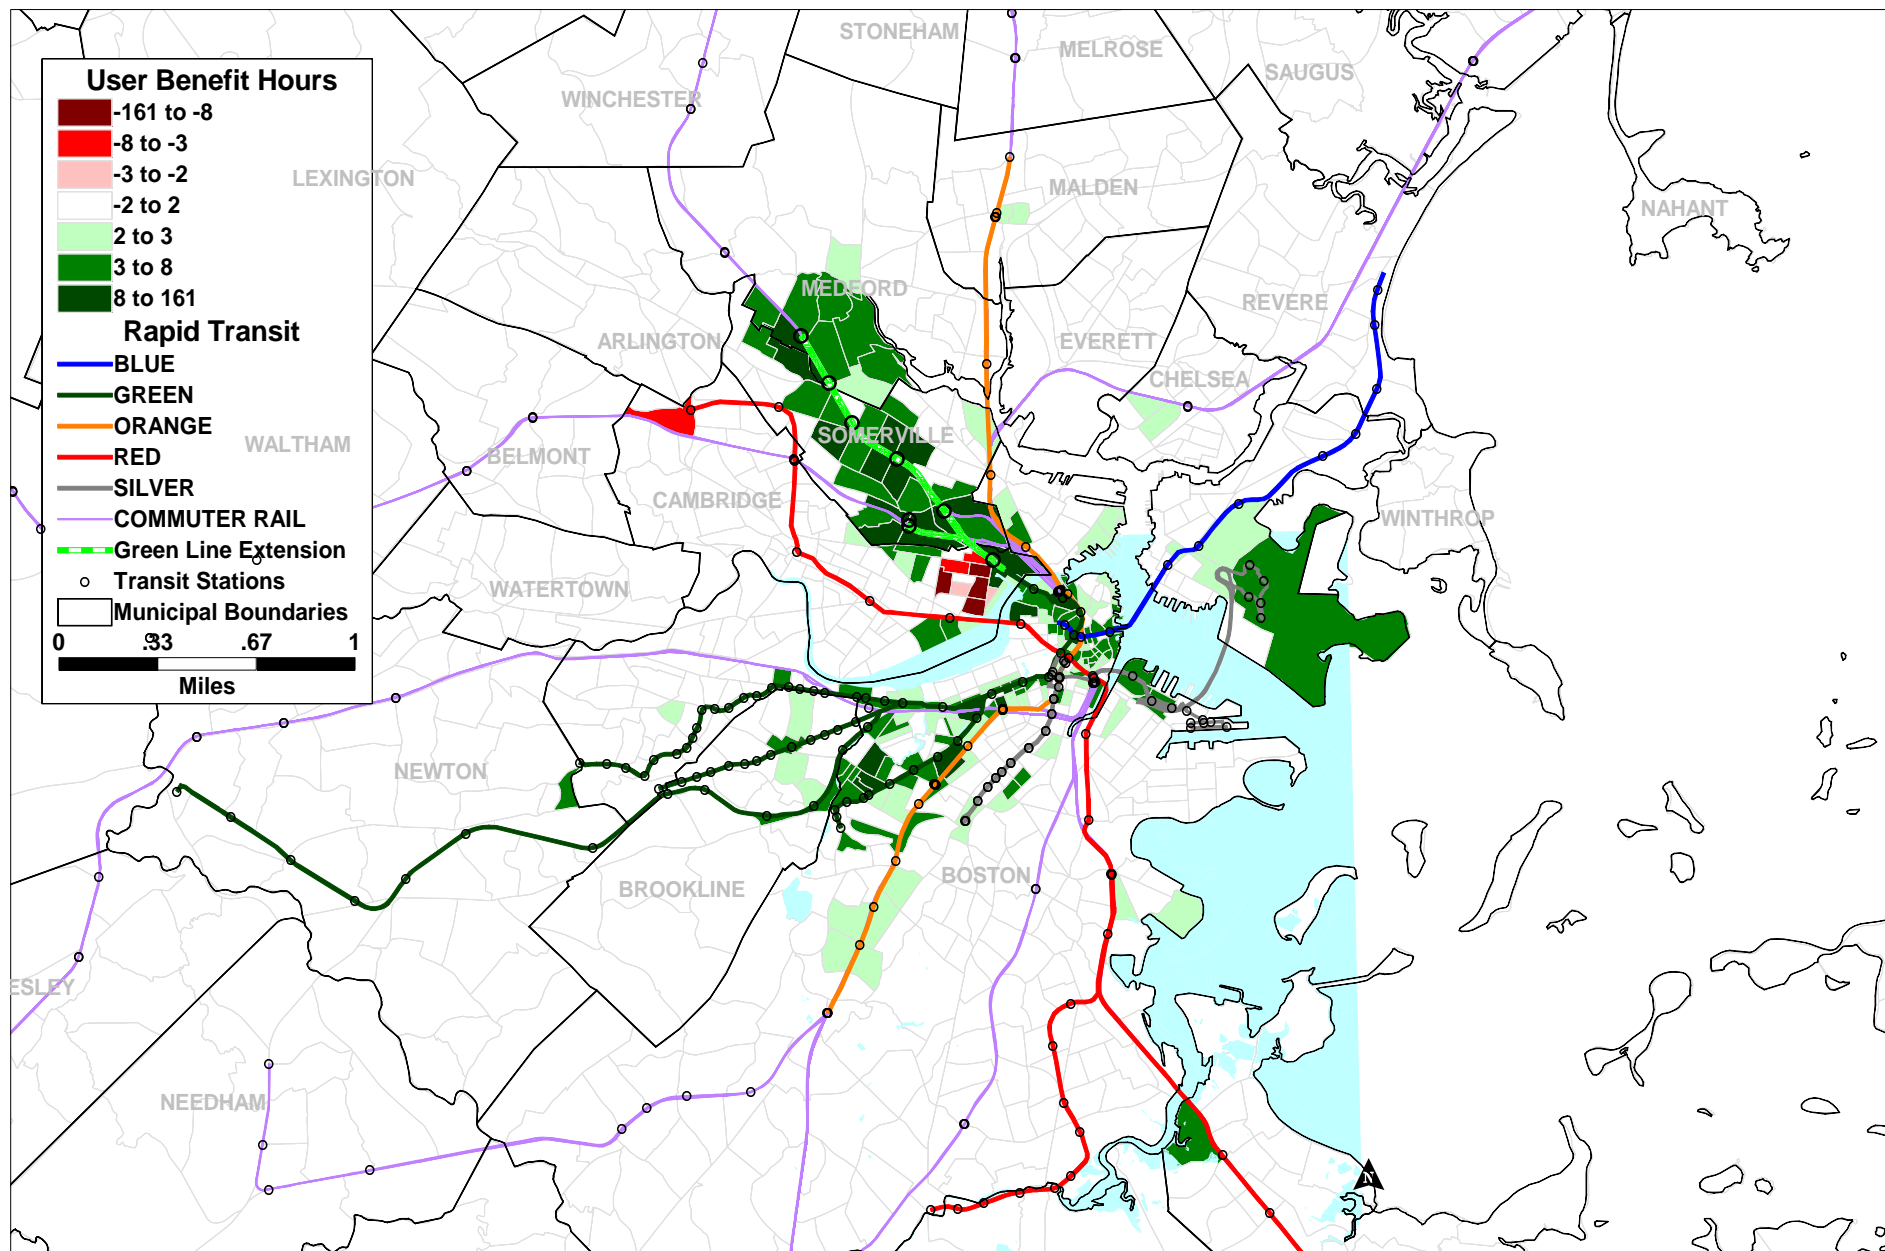 User Benefit Hours
-161 to -8
-8 to -3
-3 to -2
-2 to 2
2 to 3
3 to 8
8 to 161
Rapid Transit
BLUE
GREEN
ORANGE
RED
SILVER
COMMUTER RAIL
Green Line Extension
Transit Stations
Municipal Boundaries
0 .33 .67 1
Miles
STONEHAM
MELROSE
SAUGUS
WINCHESTER
LEXINGTON
MALDEN
NAHANT
MEDFORD
REVERE
ARLINGTON
EVERETT
CHELSEA
WALTHAM
BELMONT
SOMERVILLE
CAMBRIDGE
WINTHROP
WATERTOWN
NEWTON
BROOKLINE
BOSTON
ESLEY
NEEDHAM
N